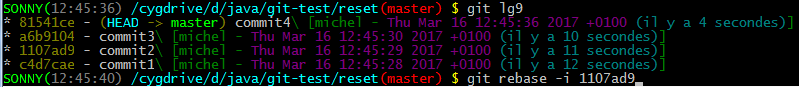 SONNY(12:45:36) /cygdrive/d/java/git-test/reset(master) $ git lg9
* 81541ce - (HEAD -> master) commit4\ [michel - Thu Mar 16 12:45:36 2017 +0100 (il y a 4 secondes)]
* a6b9104 - commit3\ [michel - Thu Mar 16 12:45:30 2017 +0100 (il y a 10 secondes)]
* 1107ad9 - commit2\ [michel - Thu Mar 16 12:45:29 2017 +0100 (il y a 11 secondes)]
* c4d7cae - commit1\ [michel - Thu Mar 16 12:45:28 2017 +0100 (il y a 12 secondes)]
SONNY(12:45:40) /cygdrive/d/java/git-test/reset(master) $ git rebase -i 1107ad9